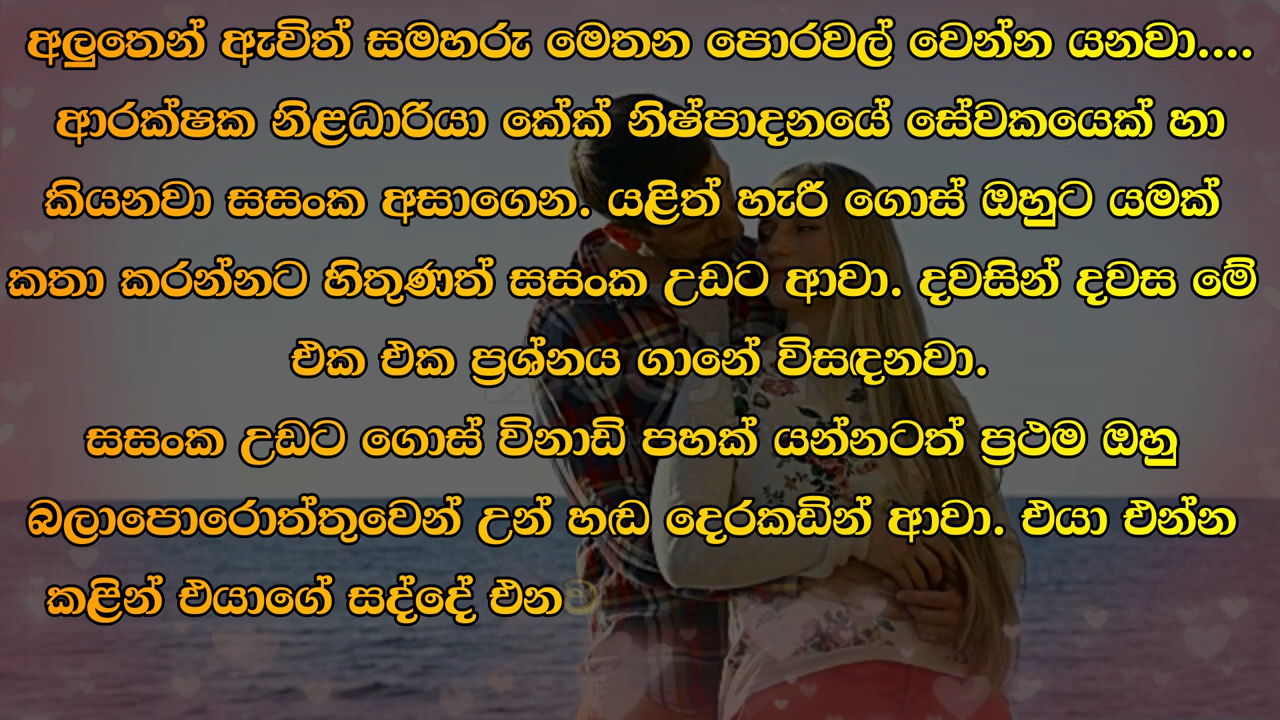 අලුතෙන් ඇවිත් සමහරු මෙතන පොරවල් වෙන්න යනවා....
ආරක්ෂක නිළධාරියා කේක් නිෂ්පාදනයේ සේවකයෙක් හා
කියනවා සසංක අසාගෙන. යළිත් හැරී ගොස් ඔහුට යමක්
කතා කරන්නට හිතුණත් සසංක උඩට ආවා. දවසින් දවස මේ
එක එක ප්‍රශ්නය ගානේ විසඳනවා.
සසංක උඩට ගොස් විනාඩි පහක් යන්නටත් ප්‍රථම ඔහු
බලාපොරොත්තුවෙන් උන් හඬ දෙරකඩින් ආවා. එයා එන්න
කළින් එයාගේ සද්දේ එනව